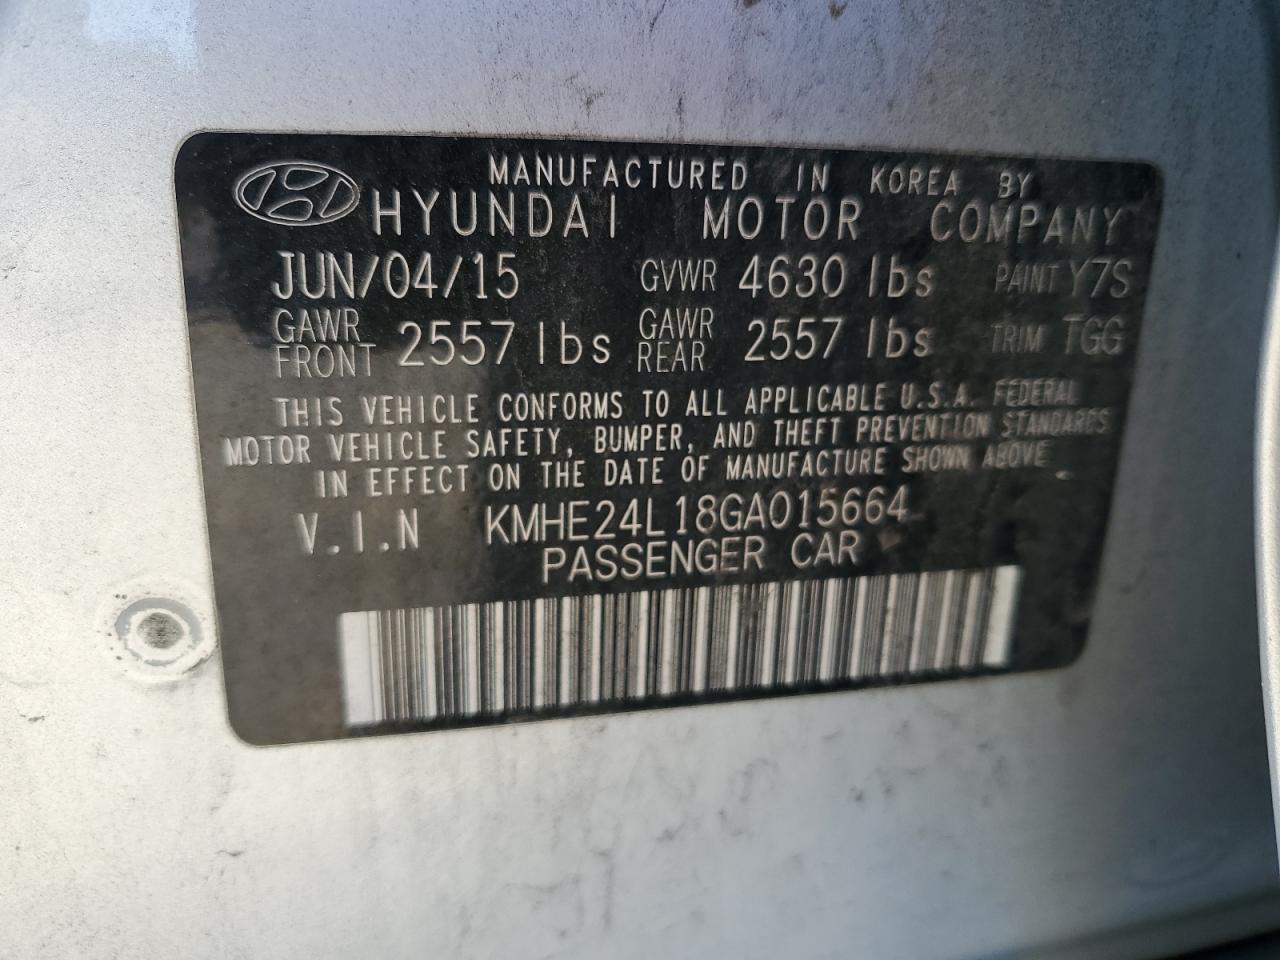 MANUFACTURED IN KOREA BY
HYUNDAI MOTOR COMPANY
JUN/04/15 GVWR 4630 lbs PAINT Y7S
GAWR FRONT 2557 lbs GAWR REAR 2557 lbs TRIM TGG
THIS VEHICLE CONFORMS TO ALL APPLICABLE U.S.A. FEDERAL
MOTOR VEHICLE SAFETY, BUMPER, AND THEFT PREVENTION STANDARDS
IN EFFECT ON THE DATE OF MANUFACTURE SHOWN ABOVE
V.I.N KMHE24L18GA015664
PASSENGER CAR